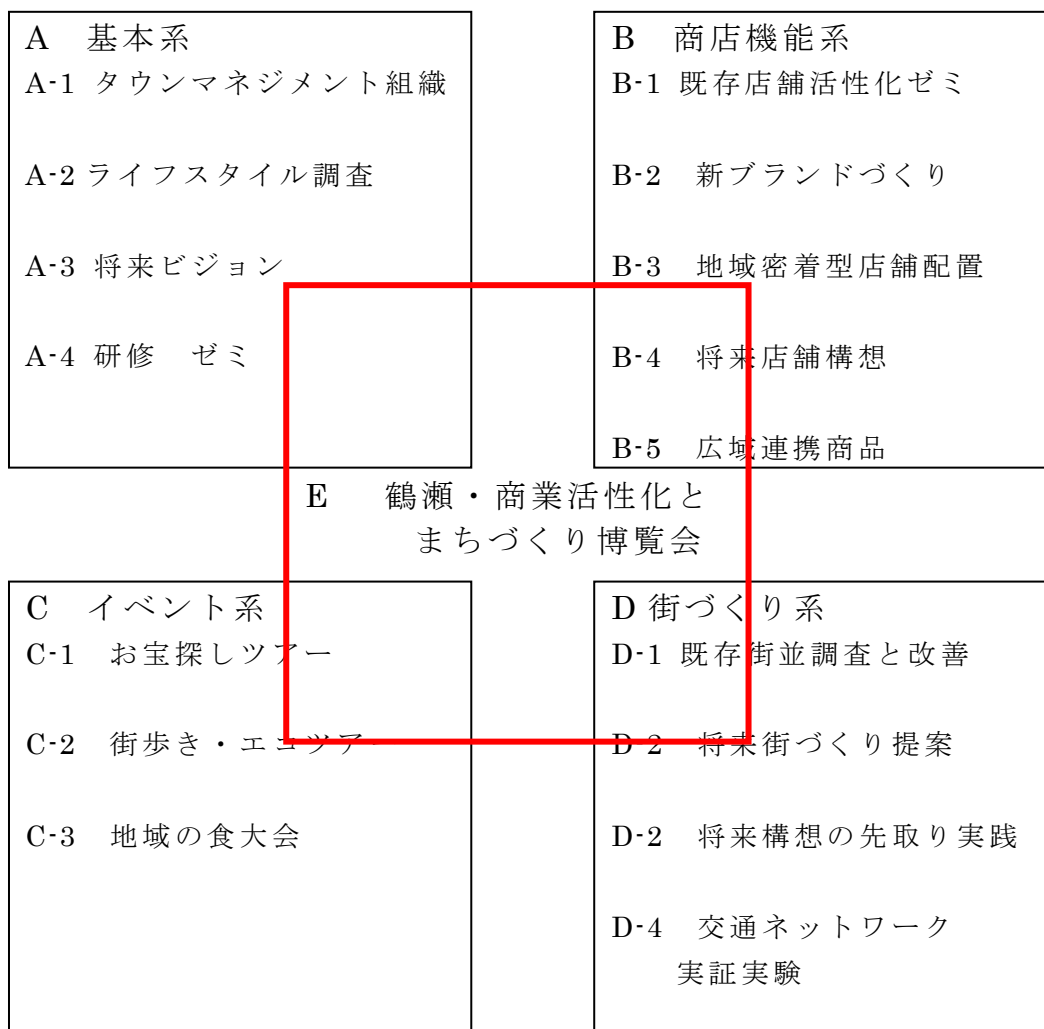 A　基本系
A-1 タウンマネジメント組織
A-2 ライフスタイル調査
A-3 将来ビジョン
A-4 研修　ゼミ
B　商店機能系
B-1 既存店舗活性化ゼミ
B-2　新ブランドづくり
B-3　地域密着型店舗配置
B-4　将来店舗構想
B-5　広域連携商品
E　鶴瀬・商業活性化と
まちづくり博覧会
C　イベント系
C-1　お宝探しツアー
C-2　街歩き・エコツアー
C-3　地域の食大会
D 街づくり系
D-1 既存街並調査と改善
D-2　将来街づくり提案
D-2　将来構想の先取り実践
D-4　交通ネットワーク
実証実験